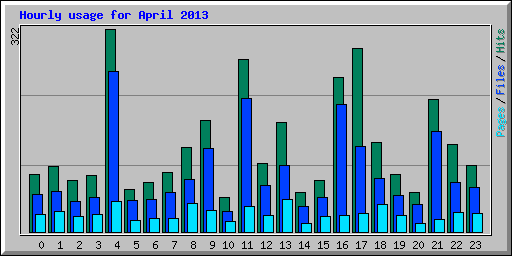 Hourly usage for April 2013
322
Pages/Files/Hits
0 1 2 3 4 5 6 7 8 9 10 11 12 13 14 15 16 17 18 19 20 21 22 23